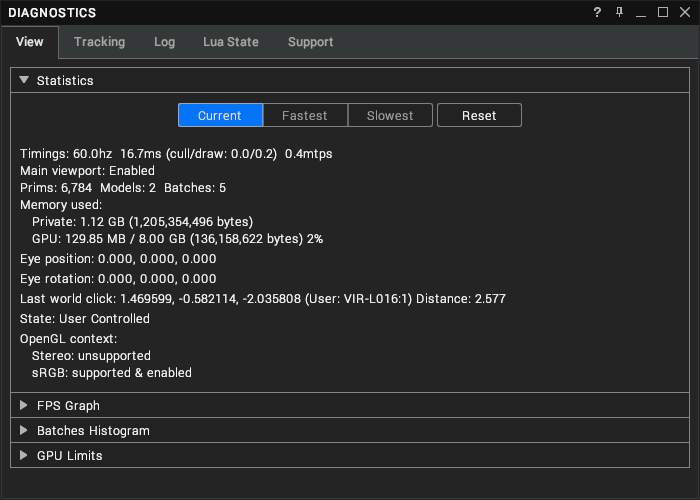 DIAGNOSTICS ?
View Tracking Log Lua State Support
Statistics
Current Fastest Slowest Reset
Timings: 60.0hz 16.7ms (cull/draw: 0.0/0.2) 0.4mtps
Main viewport: Enabled
Prims: 6,784 Models: 2 Batches: 5
Memory used:
Private: 1.12 GB (1,205,354,496 bytes)
GPU: 129.85 MB / 8.00 GB (136,158,622 bytes) 2%
Eye position: 0.000, 0.000, 0.000
Eye rotation: 0.000, 0.000, 0.000
Last world click: 1.469599, -0.582114, -2.035808 (User: VIR-L016:1) Distance: 2.577
State: User Controlled
OpenGL context:
Stereo: unsupported
sRGB: supported & enabled
FPS Graph
Batches Histogram
GPU Limits